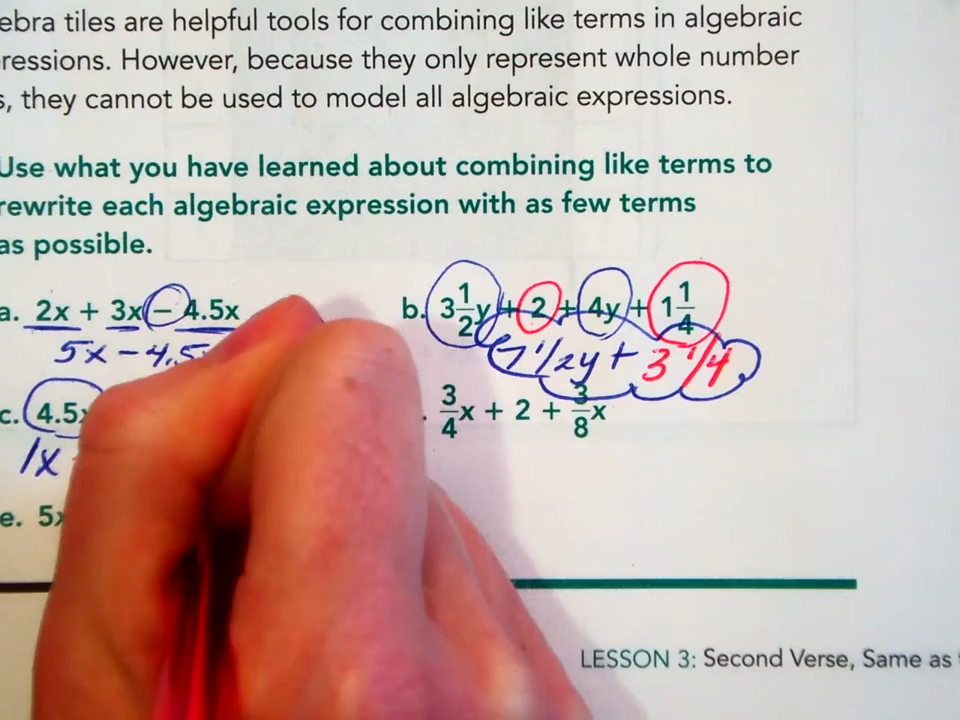 ebra tiles are helpful tools for combining like terms in algebraic
ressions. However, because they only represent whole number
s, they cannot be used to model all algebraic expressions.
Use what you have learned about combining like terms to
rewrite each algebraic expression with as few terms
as possible.
a. 2x + 3x − 4.5x
5x − 4.5
b. 3 1/2 y + 2 + 4y + 1 1/4
7 1/2 y + 3 1/4
c. 4.5
1x
. 3/4 x + 2 + 3/8 x
e. 5
LESSON 3: Second Verse, Same as